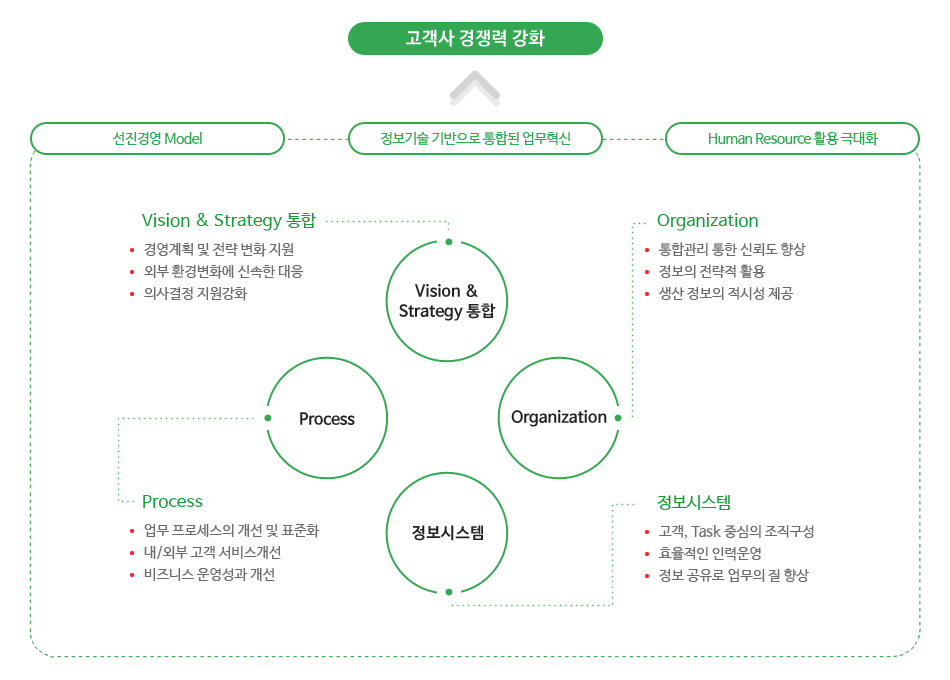 고객사 경쟁력 강화
선진경영 Model
정보기술 기반으로 통합된 업무혁신
Human Resource 활용 극대화
Vision & Strategy 통합
• 경영계획 및 전략 변화 지원
• 외부 환경변화에 신속한 대응
• 의사결정 지원강화
Organization
• 통합관리 통한 신뢰도 향상
• 정보의 전략적 활용
• 생산 정보의 적시성 제공
Vision &
Strategy 통합
Process
Organization
정보시스템
Process
• 업무 프로세스의 개선 및 표준화
• 내/외부 고객 서비스개선
• 비즈니스 운영성과 개선
정보시스템
• 고객, Task 중심의 조직구성
• 효율적인 인력운영
• 정보 공유로 업무의 질 향상